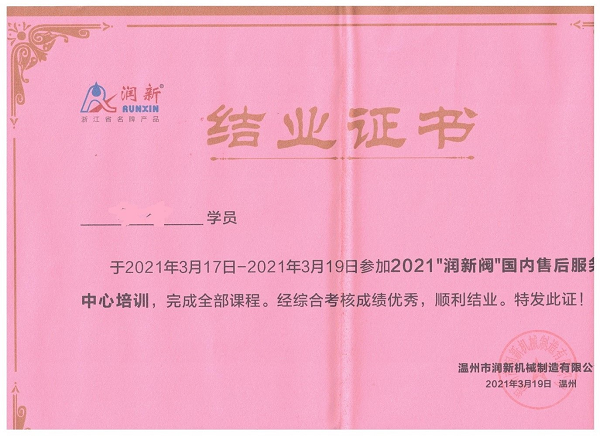 润新®
RUNXIN
浙江省名牌产品
结业证书
学员
于2021年3月17日-2021年3月19日参加2021"润新阀"国内售后服务
中心培训，完成全部课程。经综合考核成绩优秀，顺利结业。特发此证！
温州市润新机械制造有限公
2021年3月19日 温州